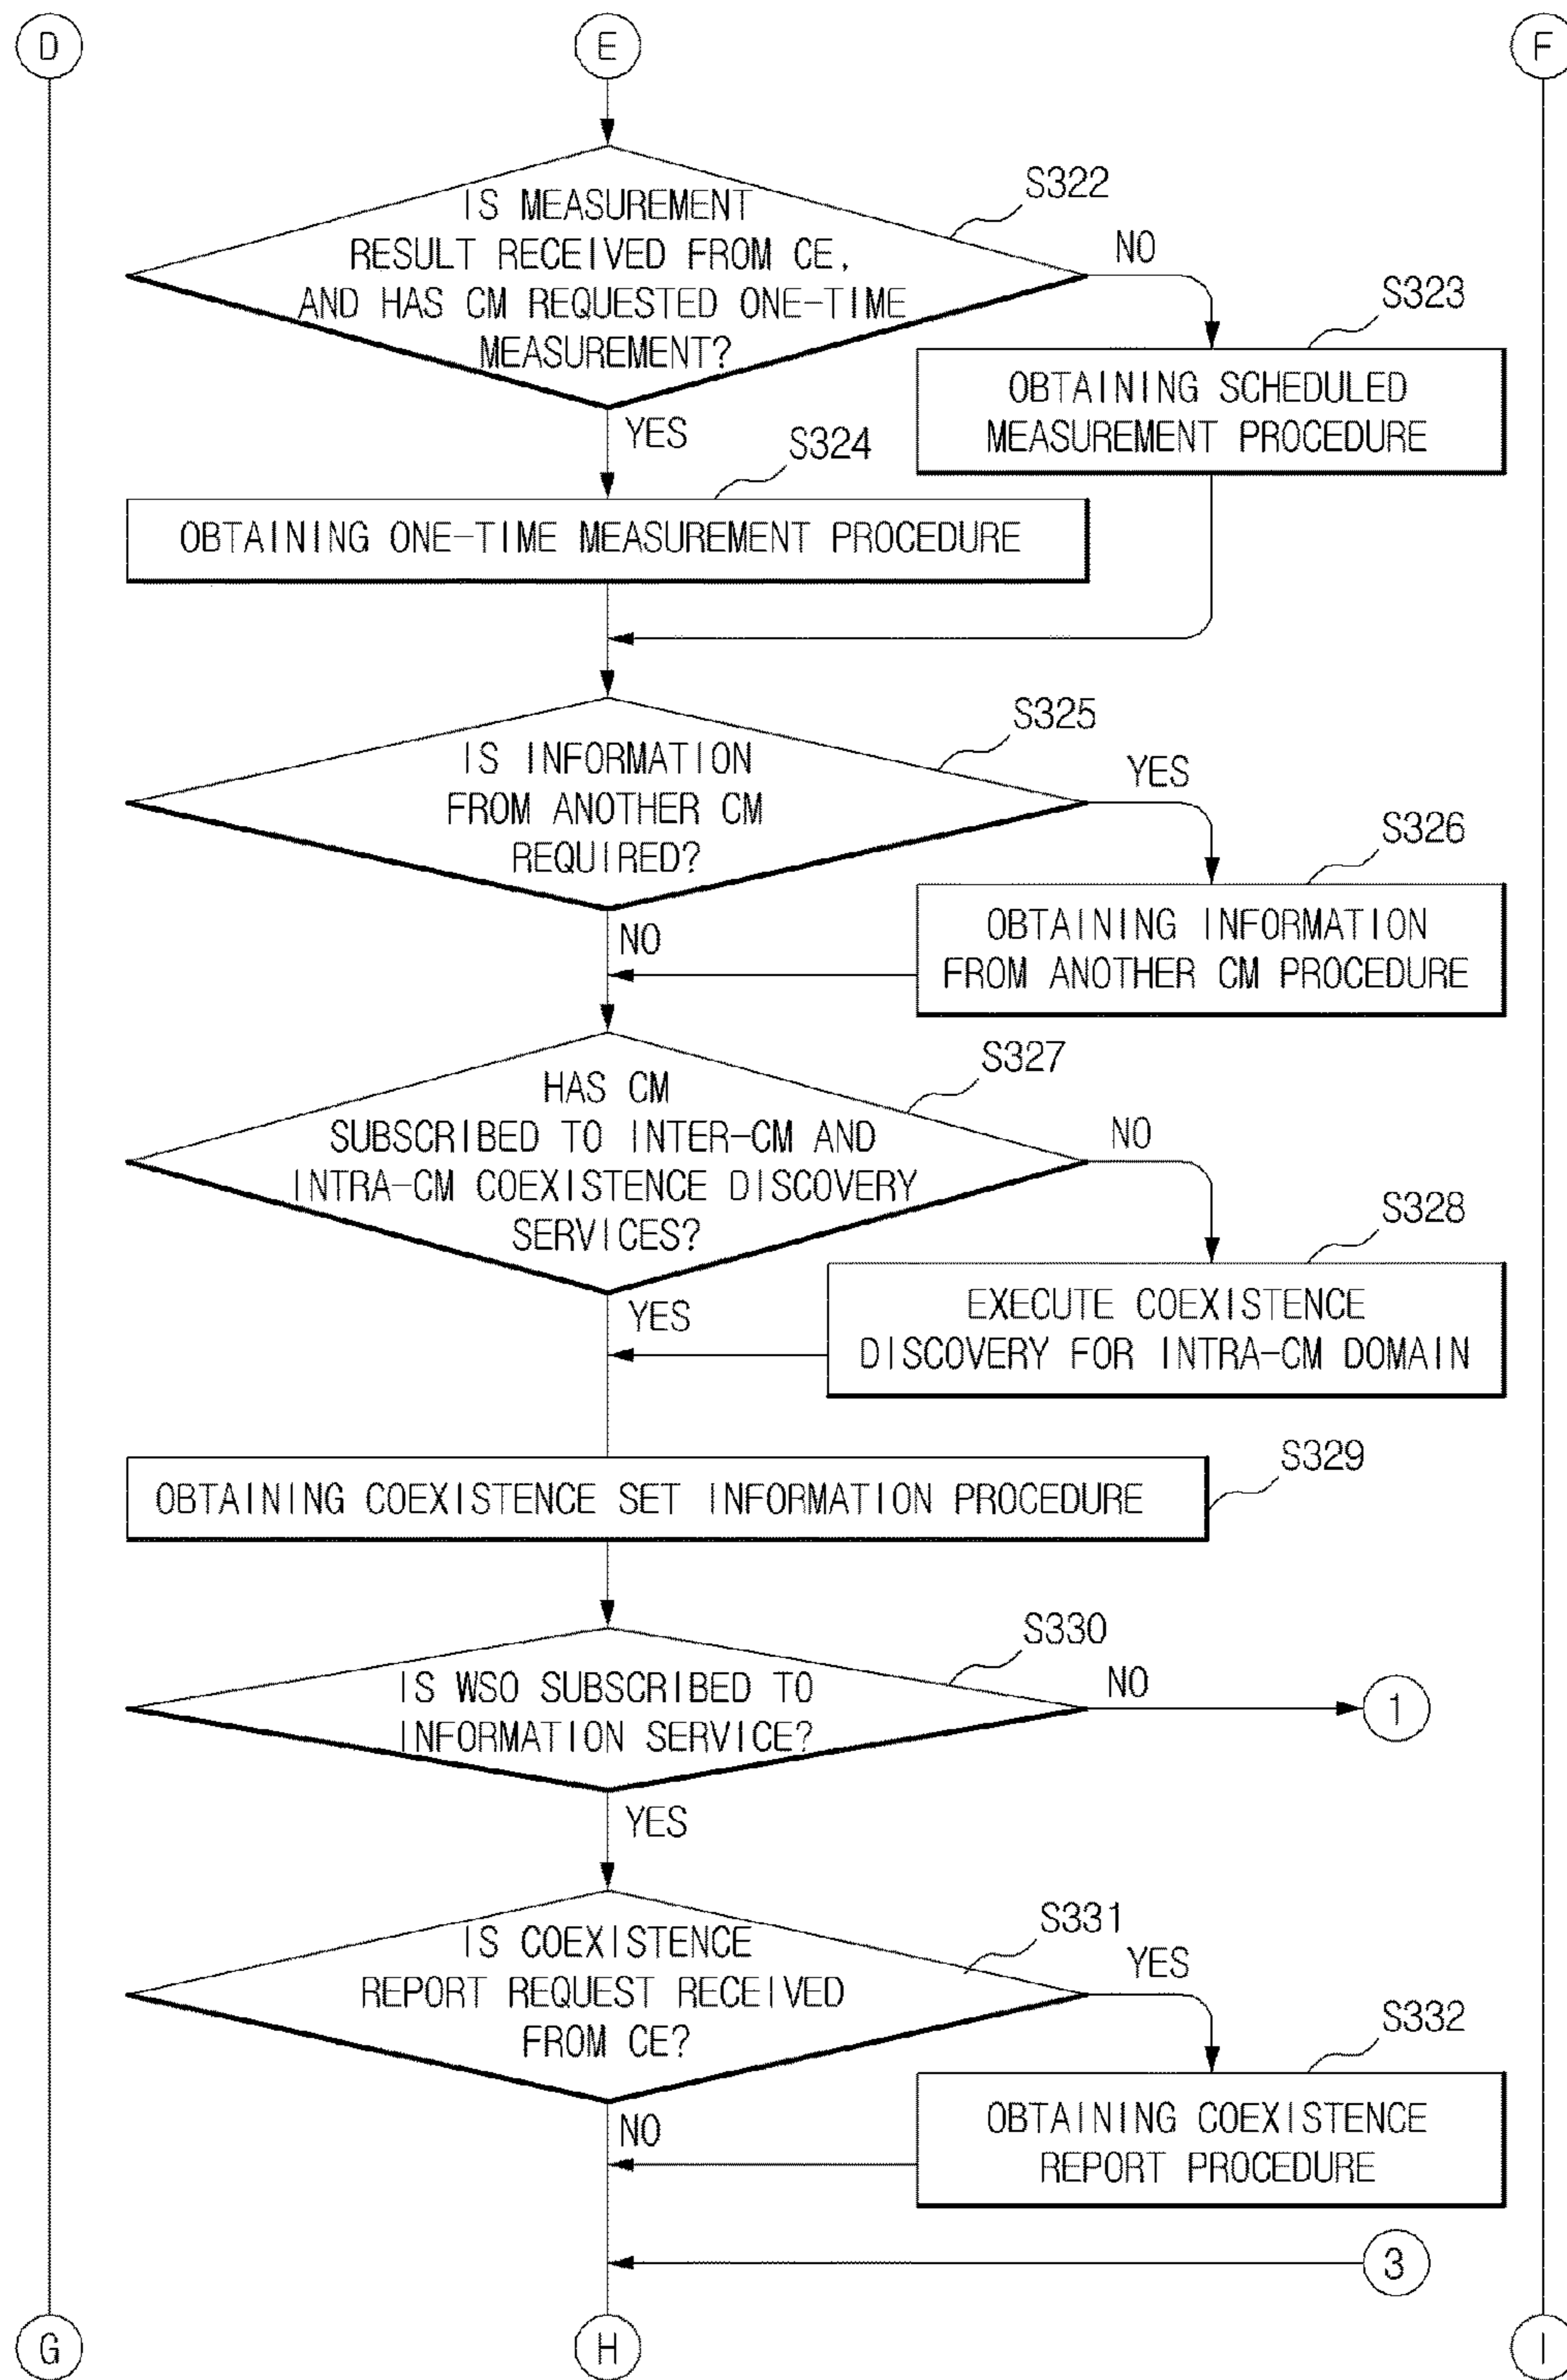 D
E
F
IS MEASUREMENT
RESULT RECEIVED FROM CE,
AND HAS CM REQUESTED ONE-TIME
MEASUREMENT?
S322
NO
S323
OBTAINING SCHEDULED
MEASUREMENT PROCEDURE
YES
S324
OBTAINING ONE-TIME MEASUREMENT PROCEDURE
IS INFORMATION
FROM ANOTHER CM
REQUIRED?
S325
YES
S326
OBTAINING INFORMATION
FROM ANOTHER CM PROCEDURE
NO
HAS CM
SUBSCRIBED TO INTER-CM AND
INTRA-CM COEXISTENCE DISCOVERY
SERVICES?
S327
NO
S328
EXECUTE COEXISTENCE
DISCOVERY FOR INTRA-CM DOMAIN
YES
S329
OBTAINING COEXISTENCE SET INFORMATION PROCEDURE
IS WSO SUBSCRIBED TO
INFORMATION SERVICE?
S330
NO
1
YES
IS COEXISTENCE
REPORT REQUEST RECEIVED
FROM CE?
S331
YES
S332
OBTAINING COEXISTENCE
REPORT PROCEDURE
NO
3
G
H
I